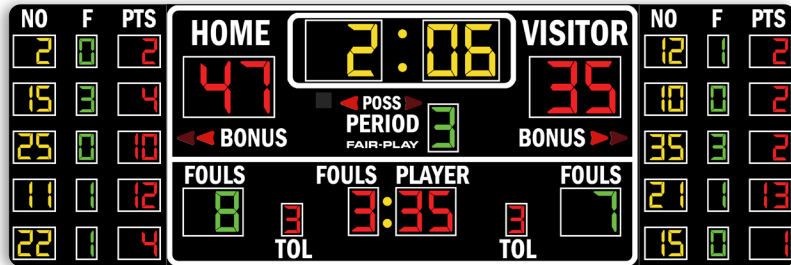 NO F PTS
2 0 2
15 3 4
25 0 10
11 1 12
22 1 4
HOME 2:06 VISITOR
47 35
POSS
PERIOD 3
FAIR-PLAY
BONUS BONUS
FOULS FOULS PLAYER FOULS
8 3 3:35 3 7
TOL TOL
NO F PTS
12 1 2
10 0 2
35 3 2
21 1 13
15 0 1